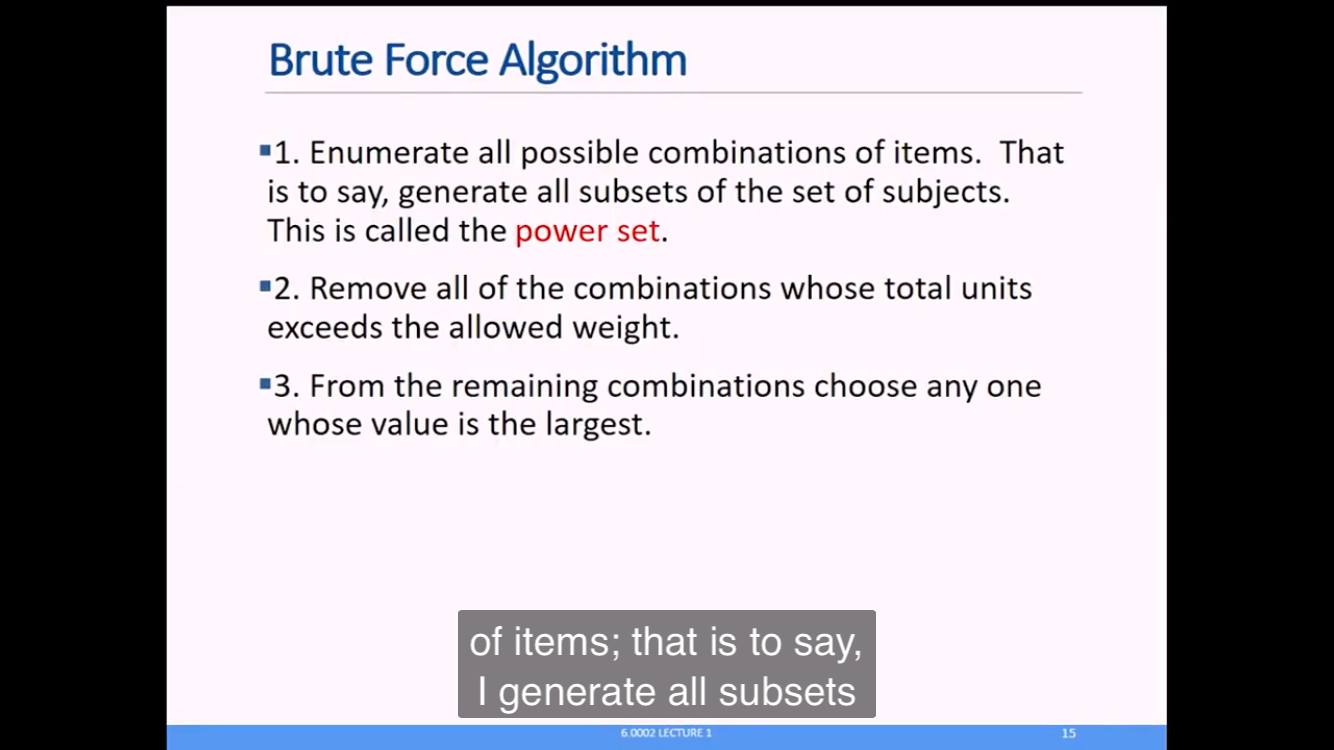 Brute Force Algorithm
▪1. Enumerate all possible combinations of items. That
is to say, generate all subsets of the set of subjects.
This is called the power set.
▪2. Remove all of the combinations whose total units
exceeds the allowed weight.
▪3. From the remaining combinations choose any one
whose value is the largest.
of items; that is to say,
I generate all subsets
6.0002 LECTURE 1
15